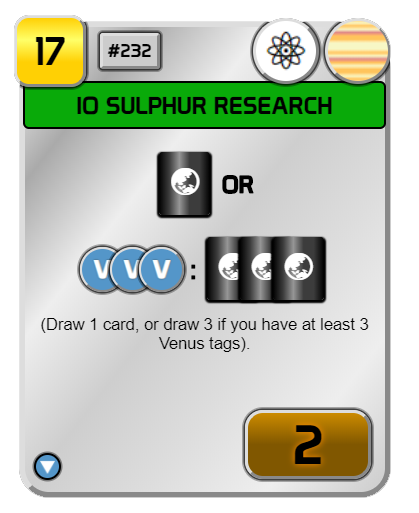 17
#232
IO SULPHUR RESEARCH
OR
V V V :
(Draw 1 card, or draw 3 if you have at least 3
Venus tags).
2